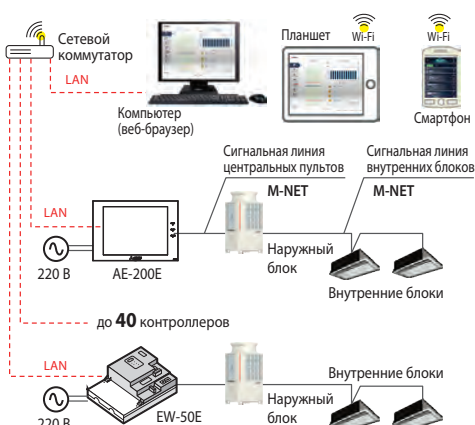 Сетевой
коммутатор
LAN
Компьютер
(веб-браузер)
Планшет
Wi-Fi
Wi-Fi
Смартфон
Сигнальная линия
центральных пультов
M-NET
Сигнальная линия
внутренних блоков
M-NET
LAN
220 В
AE-200E
Наружный
блок
Внутренние блоки
до 40 контроллеров
LAN
220 В
EW-50E
Наружный
блок
Внутренние блоки